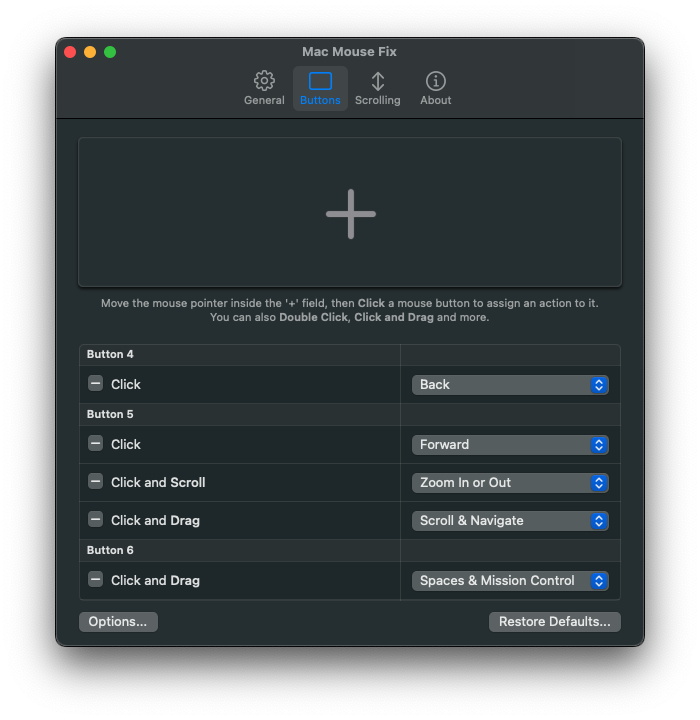 Mac Mouse Fix
General Buttons Scrolling About
Move the mouse pointer inside the '+' field, then Click a mouse button to assign an action to it.
You can also Double Click, Click and Drag and more.
Button 4
Click Back
Button 5
Click Forward
Click and Scroll Zoom In or Out
Click and Drag Scroll & Navigate
Button 6
Click and Drag Spaces & Mission Control
Options... Restore Defaults...